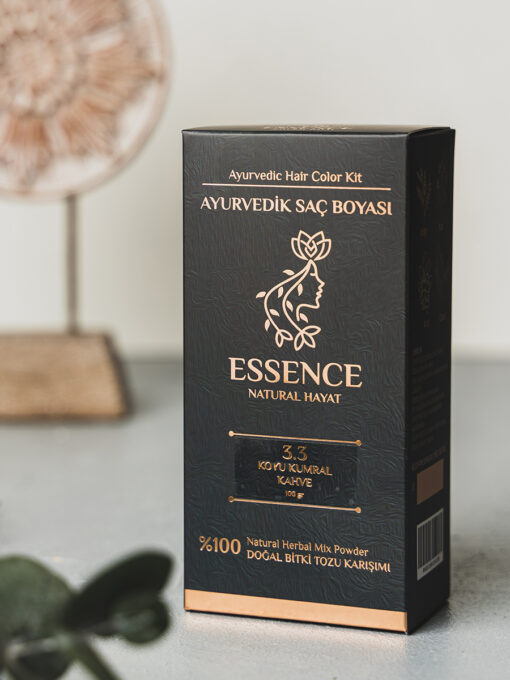 Ayurvedic Hair Color Kit
AYURVEDİK SAÇ BOYASI
ESSENCE
NATURAL HAYAT
3.3
KOYU KUMRAL
KAHVE
100 gr
%100 Natural Herbal Mix Powder
DOĞAL BİTKİ TOZU KARIŞIMI